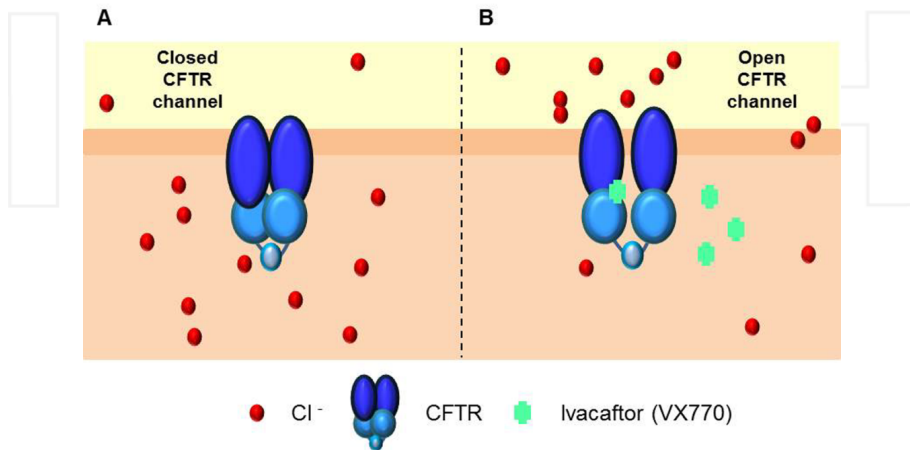 A
B
Closed
CFTR
channel
Open
CFTR
channel
Cl -
CFTR
Ivacaftor (VX770)